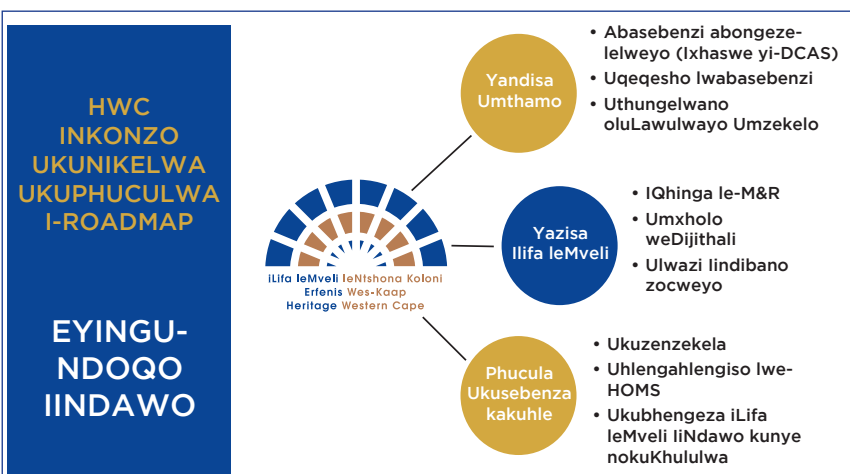 HWC
INKONZO
UKUNIKELWA
UKUPHUCULWA
I-ROADMAP
EYINGU-
NDOQO
IINDAWO
iLifa leMveli leNtshona Koloni
Erfenis Wes-Kaap
Heritage Western Cape
Yandisa
Umthamo
• Abasebenzi abongeze-
lelweyo (Ixhaswe yi-DCAS)
• Uqeqesho lwabasebenzi
• Uthungelwano
oluLawulwayo Umzekelo
Yazisa
Ilifa leMveli
• IQhinga le-M&R
• Umxholo
weDijithali
• Ulwazi Iindibano
zocweyo
Phucula
Ukusebenza
kakuhle
• Ukuzenzekela
• Uhlengahlengiso lwe-
HOMS
• Ukubhengeza iLifa
leMveli IiNdawo kunye
nokuKhululwa